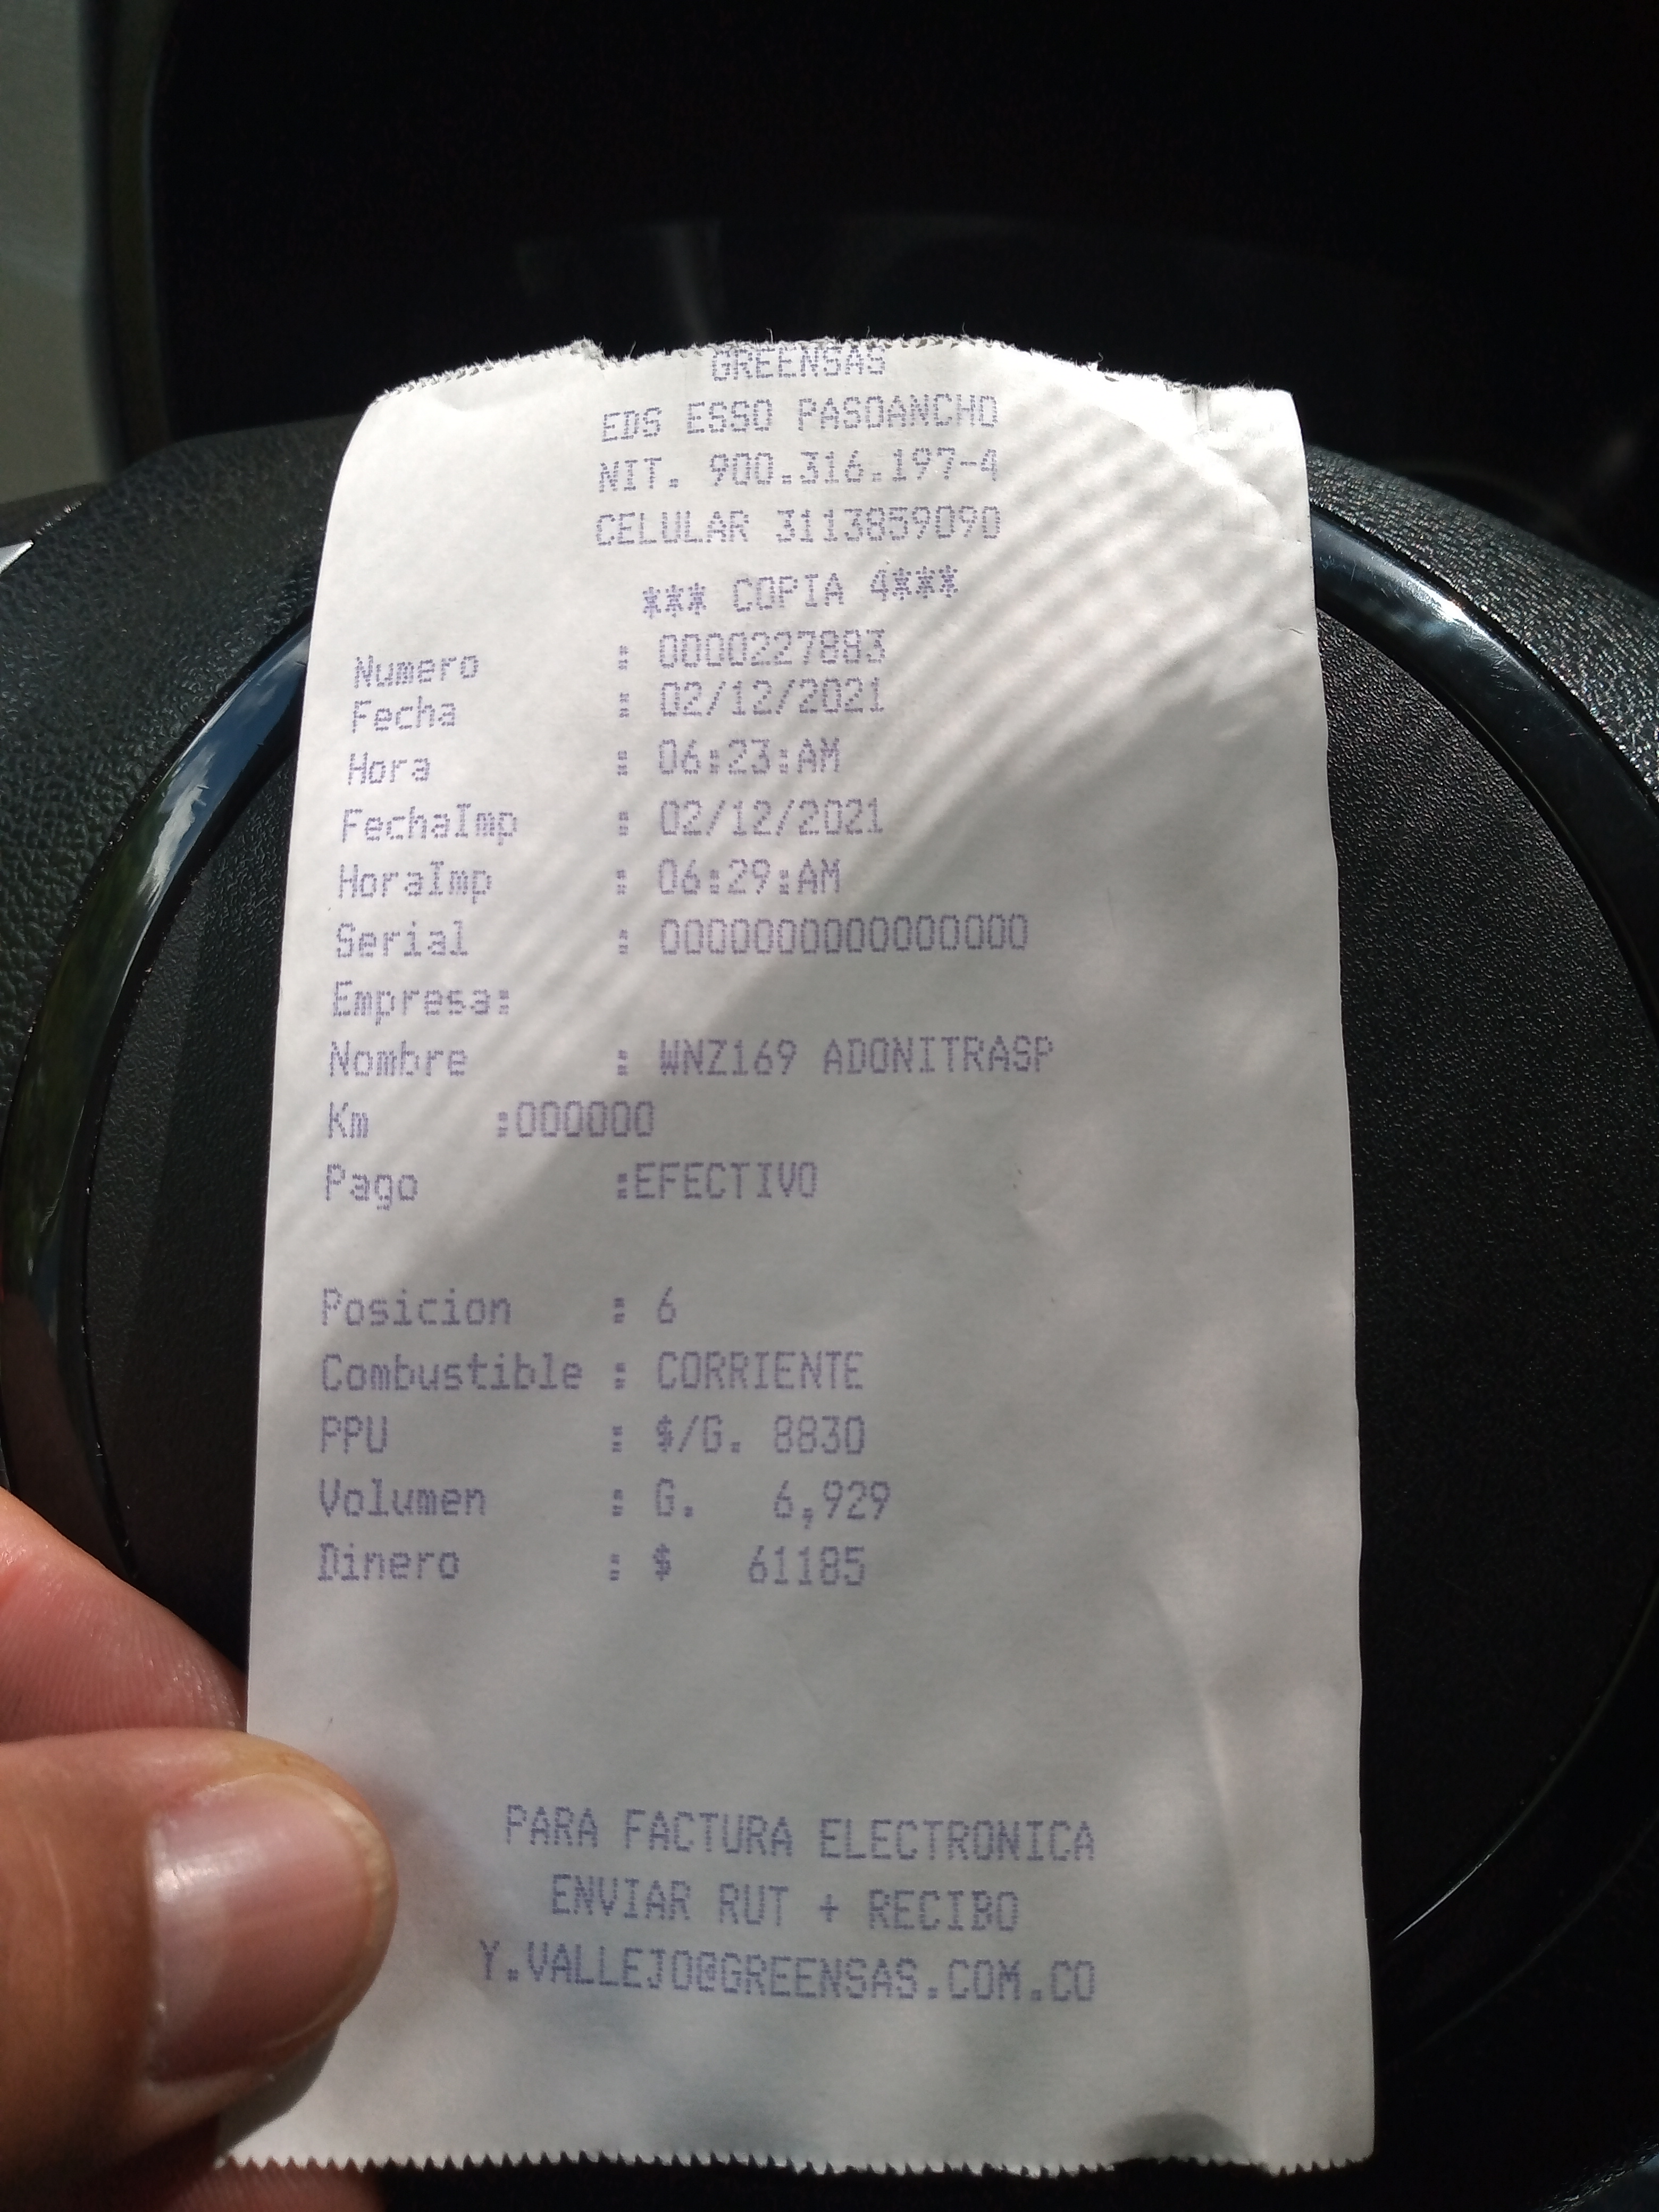 GREENSAS
EDS ESSO PASOANCHO
NIT. 900.316.197-4
CELULAR 3113859090
*** COPIA 4***
Numero : 0000227883
Fecha : 02/12/2021
Hora : 06:23:AM
FechaImp : 02/12/2021
HoraImp : 06:29:AM
Serial : 0000000000000000
Empresa:
Nombre : WNZ169 ADONITRASP
Km :000000
Pago :EFECTIVO
Posicion : 6
Combustible : CORRIENTE
PPU : $/G. 8830
Volumen : G. 6,929
Dinero : $ 61185
PARA FACTURA ELECTRONICA
ENVIAR RUT + RECIBO
Y.VALLEJO@GREENSAS.COM.CO